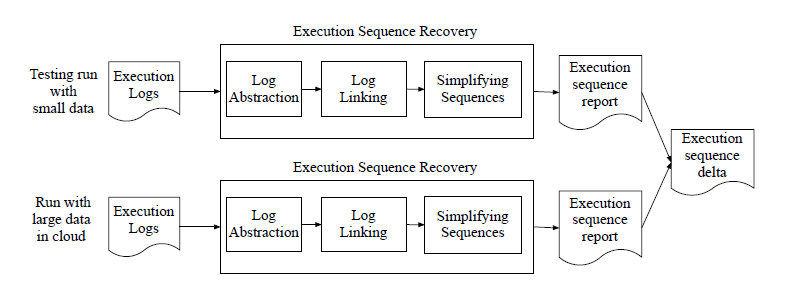 Execution Sequence Recovery
Testing run
with
small data
Execution
Logs
Log
Abstraction
Log
Linking
Simplifying
Sequences
Execution
sequence
report
Execution
sequence
delta
Execution Sequence Recovery
Run with
large data
in cloud
Execution
Logs
Log
Abstraction
Log
Linking
Simplifying
Sequences
Execution
sequence
report